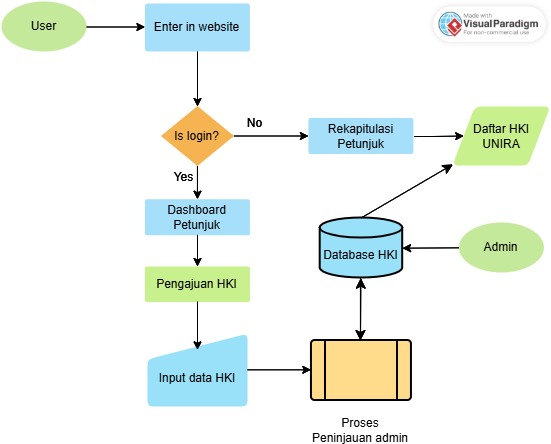 User
Enter in website
Made with
Visual Paradigm
For non-commercial use
Is login?
No
Rekapitulasi
Petunjuk
Daftar HKI
UNIRA
Yes
Dashboard
Petunjuk
Database HKI
Admin
Pengajuan HKI
Input data HKI
Proses
Peninjauan admin